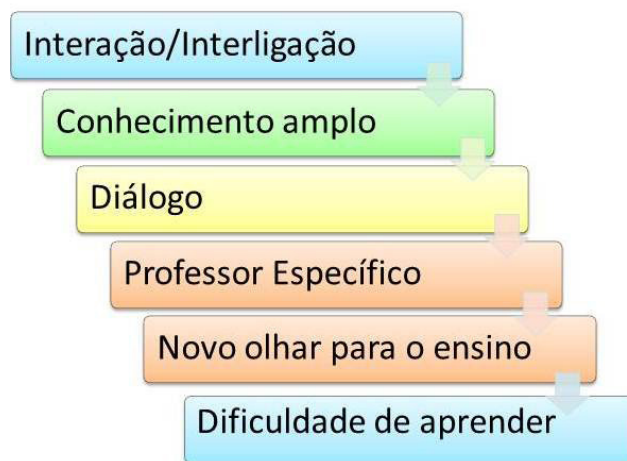 Interação/Interligação
Conhecimento amplo
Diálogo
Professor Específico
Novo olhar para o ensino
Dificuldade de aprender